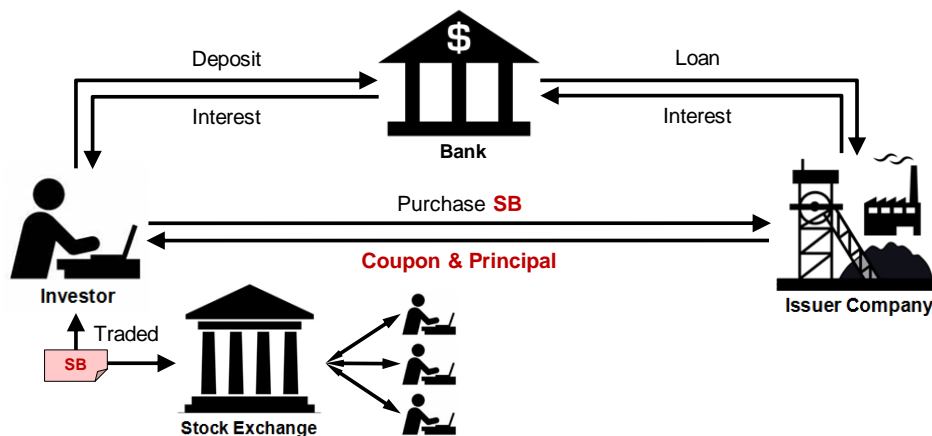 $
Deposit
Loan
Interest
Interest
Bank
Purchase SB
Coupon & Principal
Investor
Issuer Company
Traded
SB
Stock Exchange